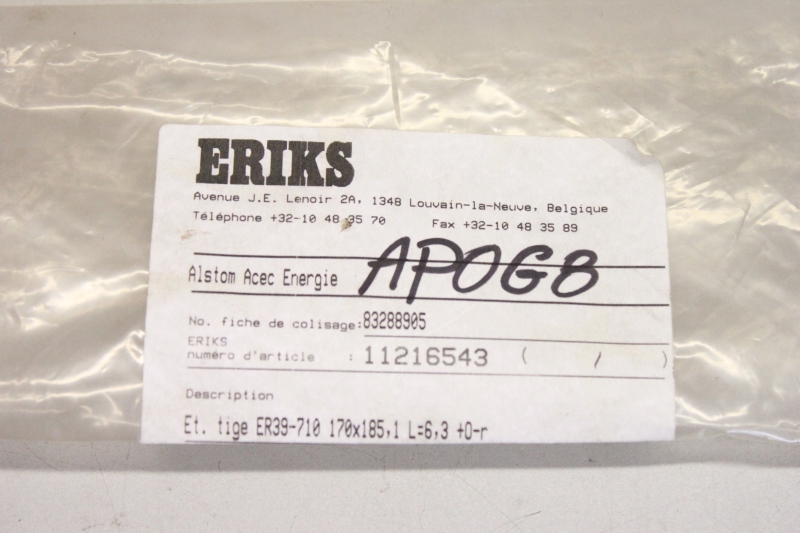 ERIKS
Avenue J.E. Lenoir 2A, 1348 Louvain-la-Neuve, Belgique
Téléphone +32-10 48 35 70 Fax +32-10 48 35 89
Alstom Acec Energie APOG8
No. fiche de colisage:83288905
ERIKS
numéro d'article : 11216543 ( / )
Description
Et. tige ER39-710 170x185,1 L=6,3 +O-r